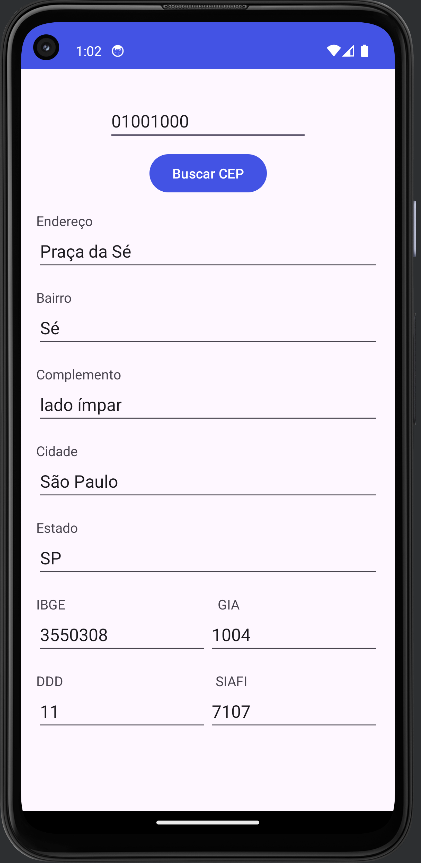 1:02
01001000
Buscar CEP
Endereço
Praça da Sé
Bairro
Sé
Complemento
lado ímpar
Cidade
São Paulo
Estado
SP
IBGE GIA
3550308 1004
DDD SIAFI
11 7107